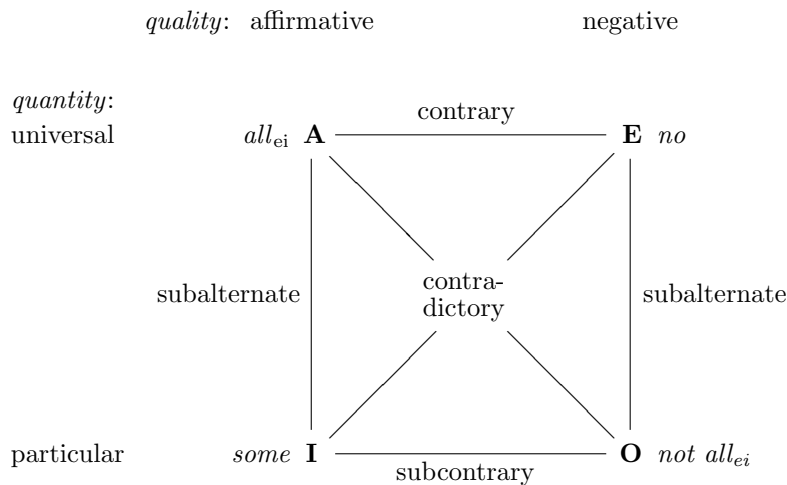 quality: affirmative negative
quantity:
contrary
universal all_ei A E no
contra-
subalternate subalternate
dictory
particular some I O not all_ei
subcontrary